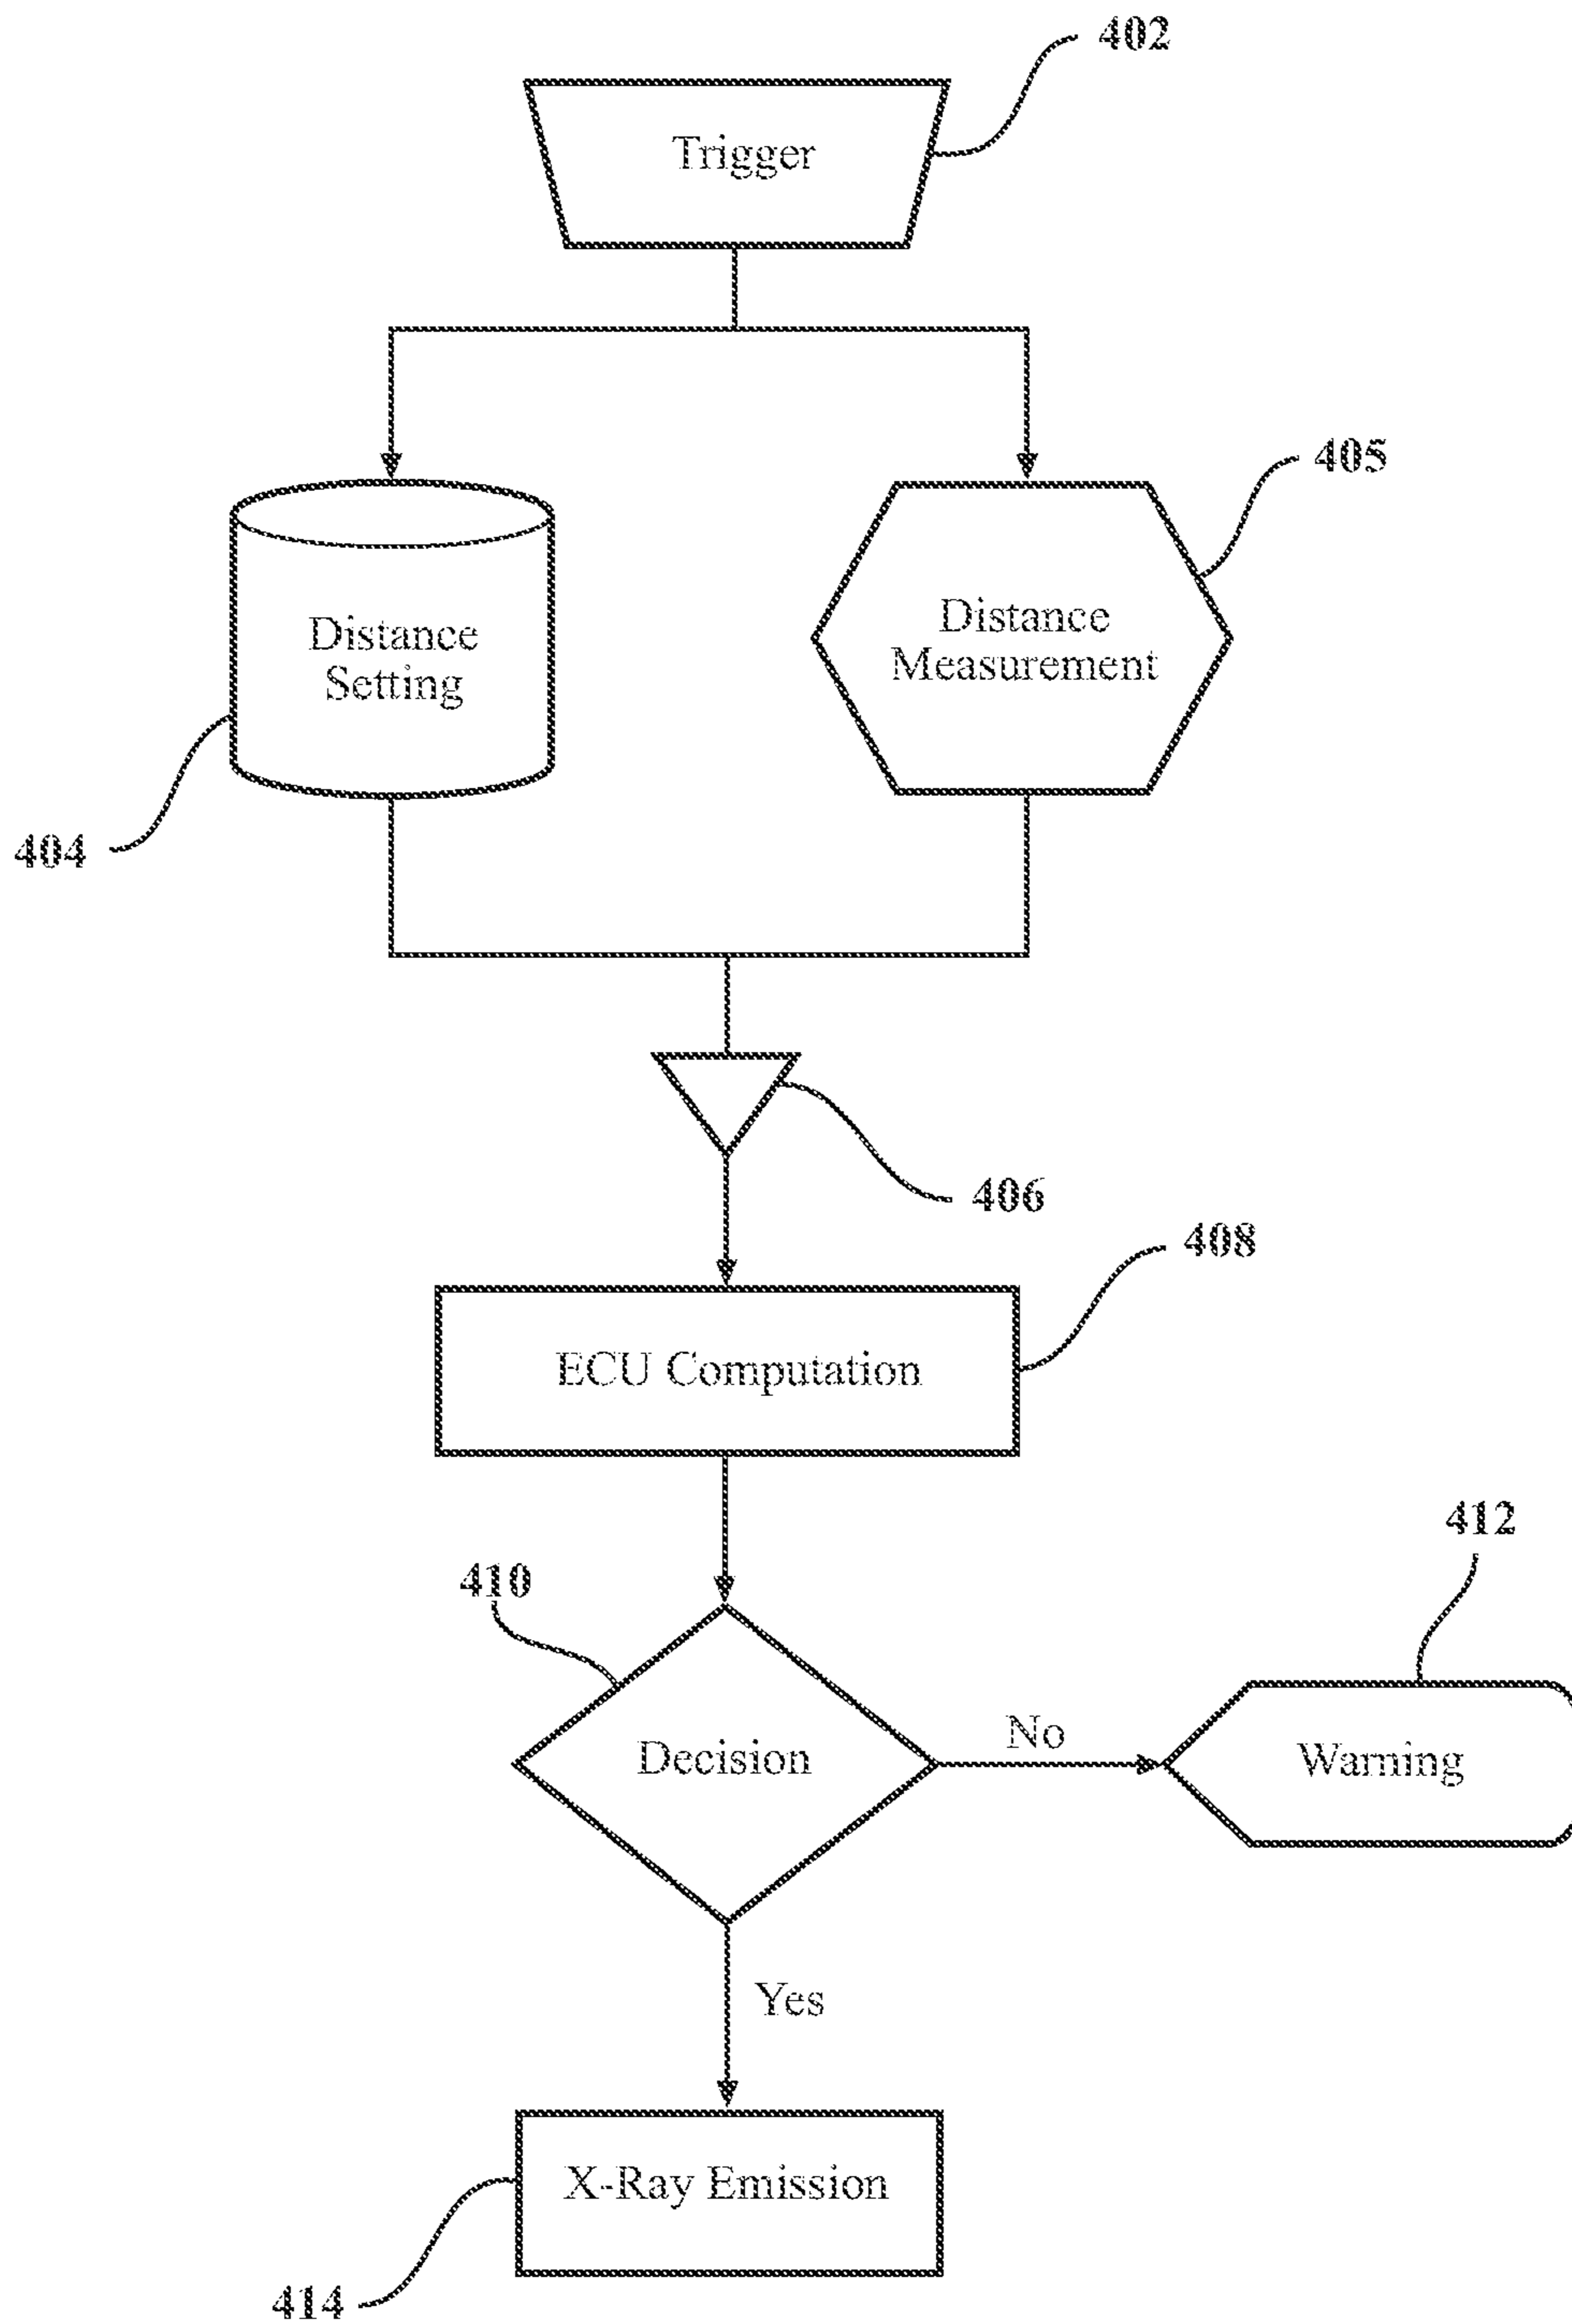 402
Trigger
405
Distance
Measurement
Distance
Setting
404
406
408
ECU Computation
412
410
Decision
No
Warning
Yes
X-Ray Emission
414